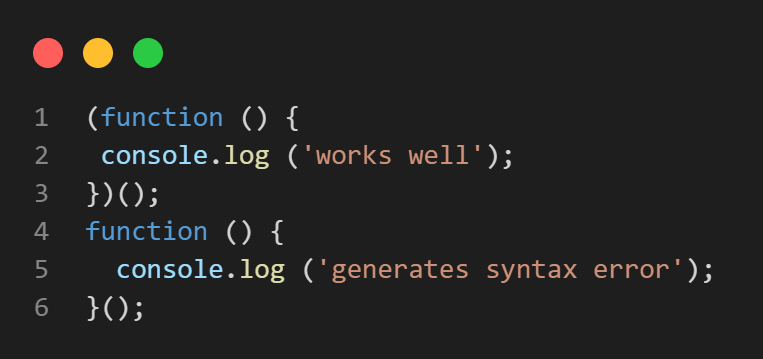 1 (function () {
2 console.log ('works well');
3 })();
4 function () {
5 console.log ('generates syntax error');
6 }();